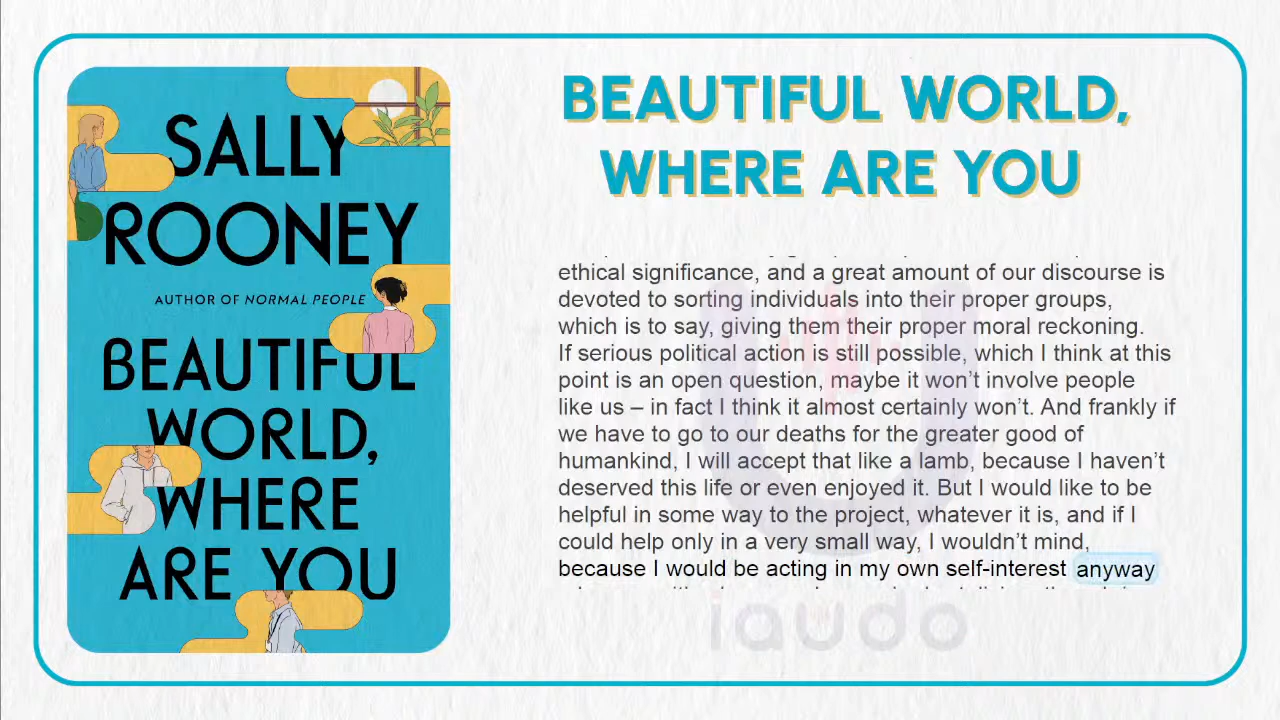 SALLY
ROONEY
AUTHOR OF NORMAL PEOPLE
BEAUTIFUL
WORLD,
WHERE
ARE YOU
BEAUTIFUL WORLD,
WHERE ARE YOU
ethical significance, and a great amount of our discourse is
devoted to sorting individuals into their proper groups,
which is to say, giving them their proper moral reckoning.
If serious political action is still possible, which I think at this
point is an open question, maybe it won’t involve people
like us – in fact I think it almost certainly won’t. And frankly if
we have to go to our deaths for the greater good of
humankind, I will accept that like a lamb, because I haven’t
deserved this life or even enjoyed it. But I would like to be
helpful in some way to the project, whatever it is, and if I
could help only in a very small way, I wouldn’t mind,
because I would be acting in my own self-interest anyway
iaudo